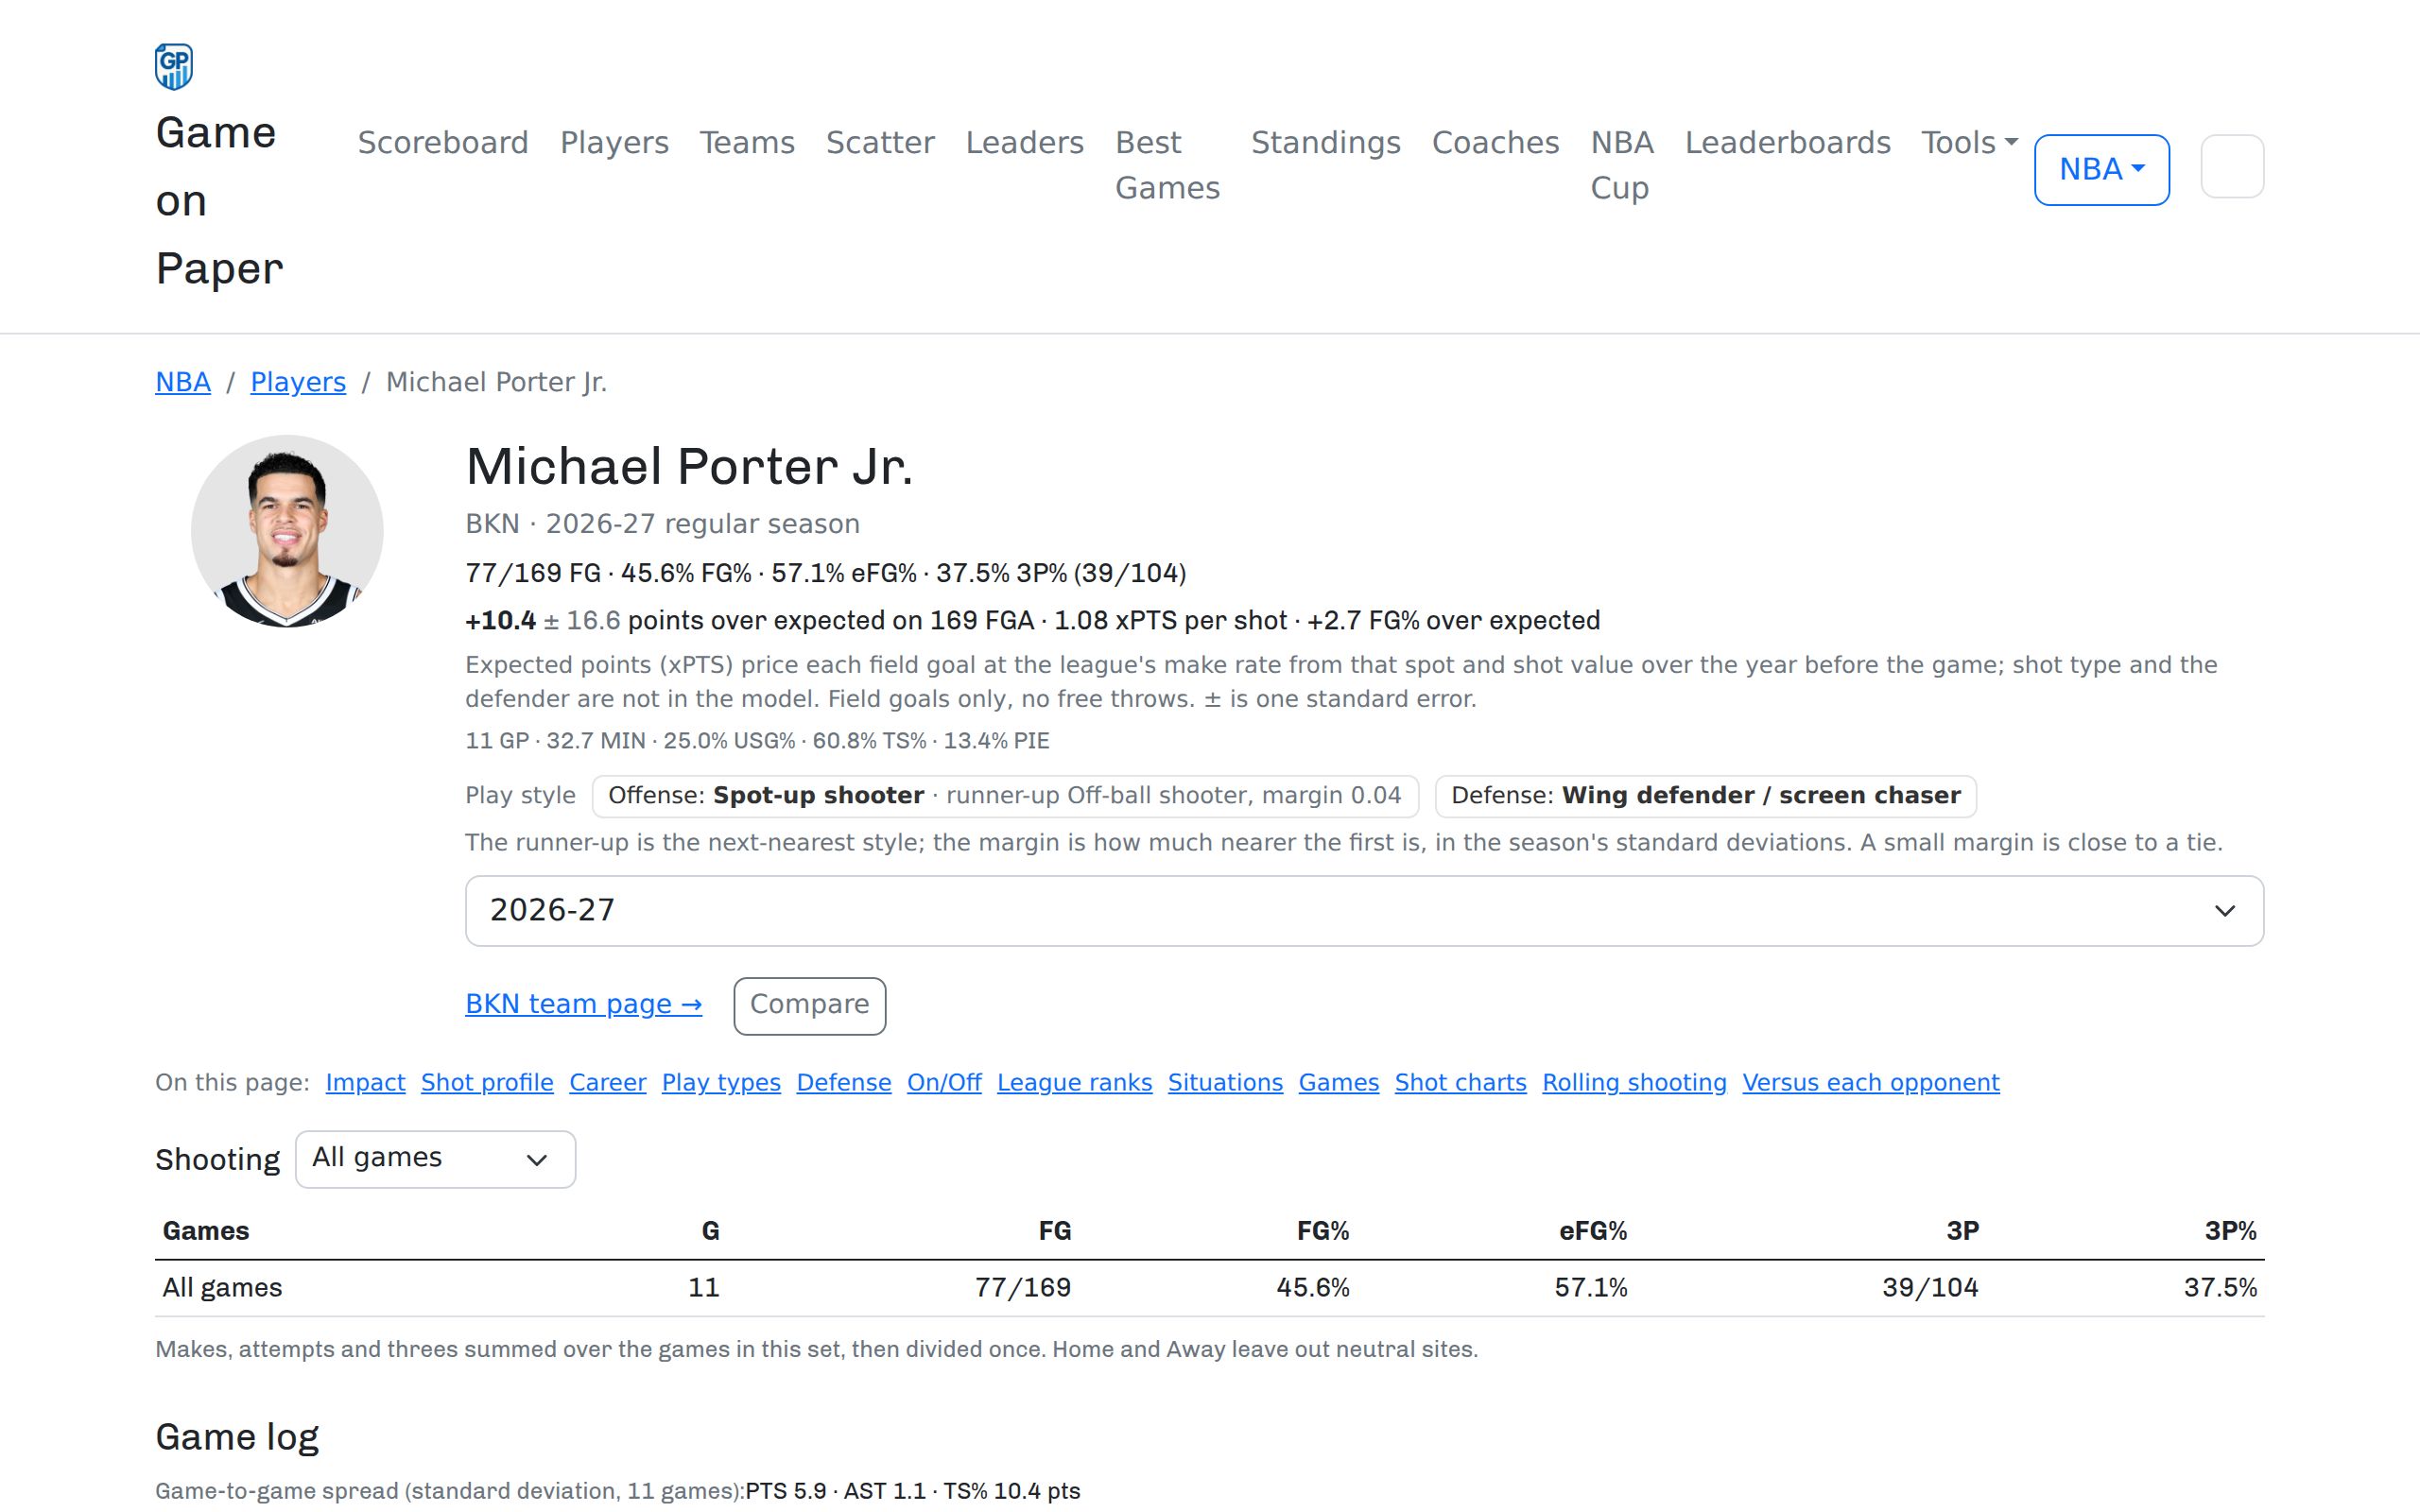 GP
Game
on
Paper
Scoreboard Players Teams Scatter Leaders Best Games Standings Coaches NBA Cup Leaderboards Tools NBA
NBA / Players / Michael Porter Jr.
Michael Porter Jr.
BKN · 2026-27 regular season
77/169 FG · 45.6% FG% · 57.1% eFG% · 37.5% 3P% (39/104)
+10.4 ± 16.6 points over expected on 169 FGA · 1.08 xPTS per shot · +2.7 FG% over expected
Expected points (xPTS) price each field goal at the league's make rate from that spot and shot value over the year before the game; shot type and the
defender are not in the model. Field goals only, no free throws. ± is one standard error.
11 GP · 32.7 MIN · 25.0% USG% · 60.8% TS% · 13.4% PIE
Play style Offense: Spot-up shooter · runner-up Off-ball shooter, margin 0.04 Defense: Wing defender / screen chaser
The runner-up is the next-nearest style; the margin is how much nearer the first is, in the season's standard deviations. A small margin is close to a tie.
2026-27
BKN team page → Compare
On this page: Impact Shot profile Career Play types Defense On/Off League ranks Situations Games Shot charts Rolling shooting Versus each opponent
Shooting All games
Games G FG FG% eFG% 3P 3P%
All games 11 77/169 45.6% 57.1% 39/104 37.5%
Makes, attempts and threes summed over the games in this set, then divided once. Home and Away leave out neutral sites.
Game log
Game-to-game spread (standard deviation, 11 games):PTS 5.9 · AST 1.1 · TS% 10.4 pts